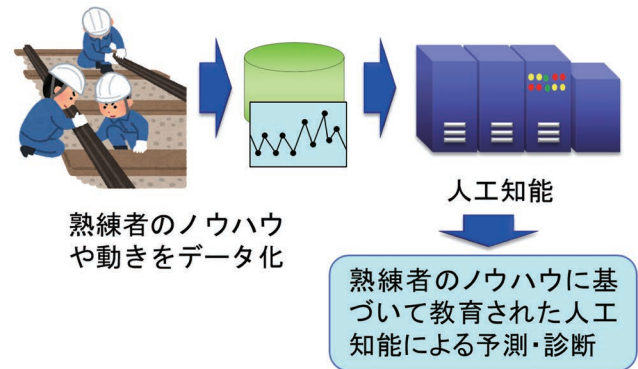 熟練者のノウハウ
や動きをデータ化
人工知能
熟練者のノウハウに基
づいて教育された人工
知能による予測・診断